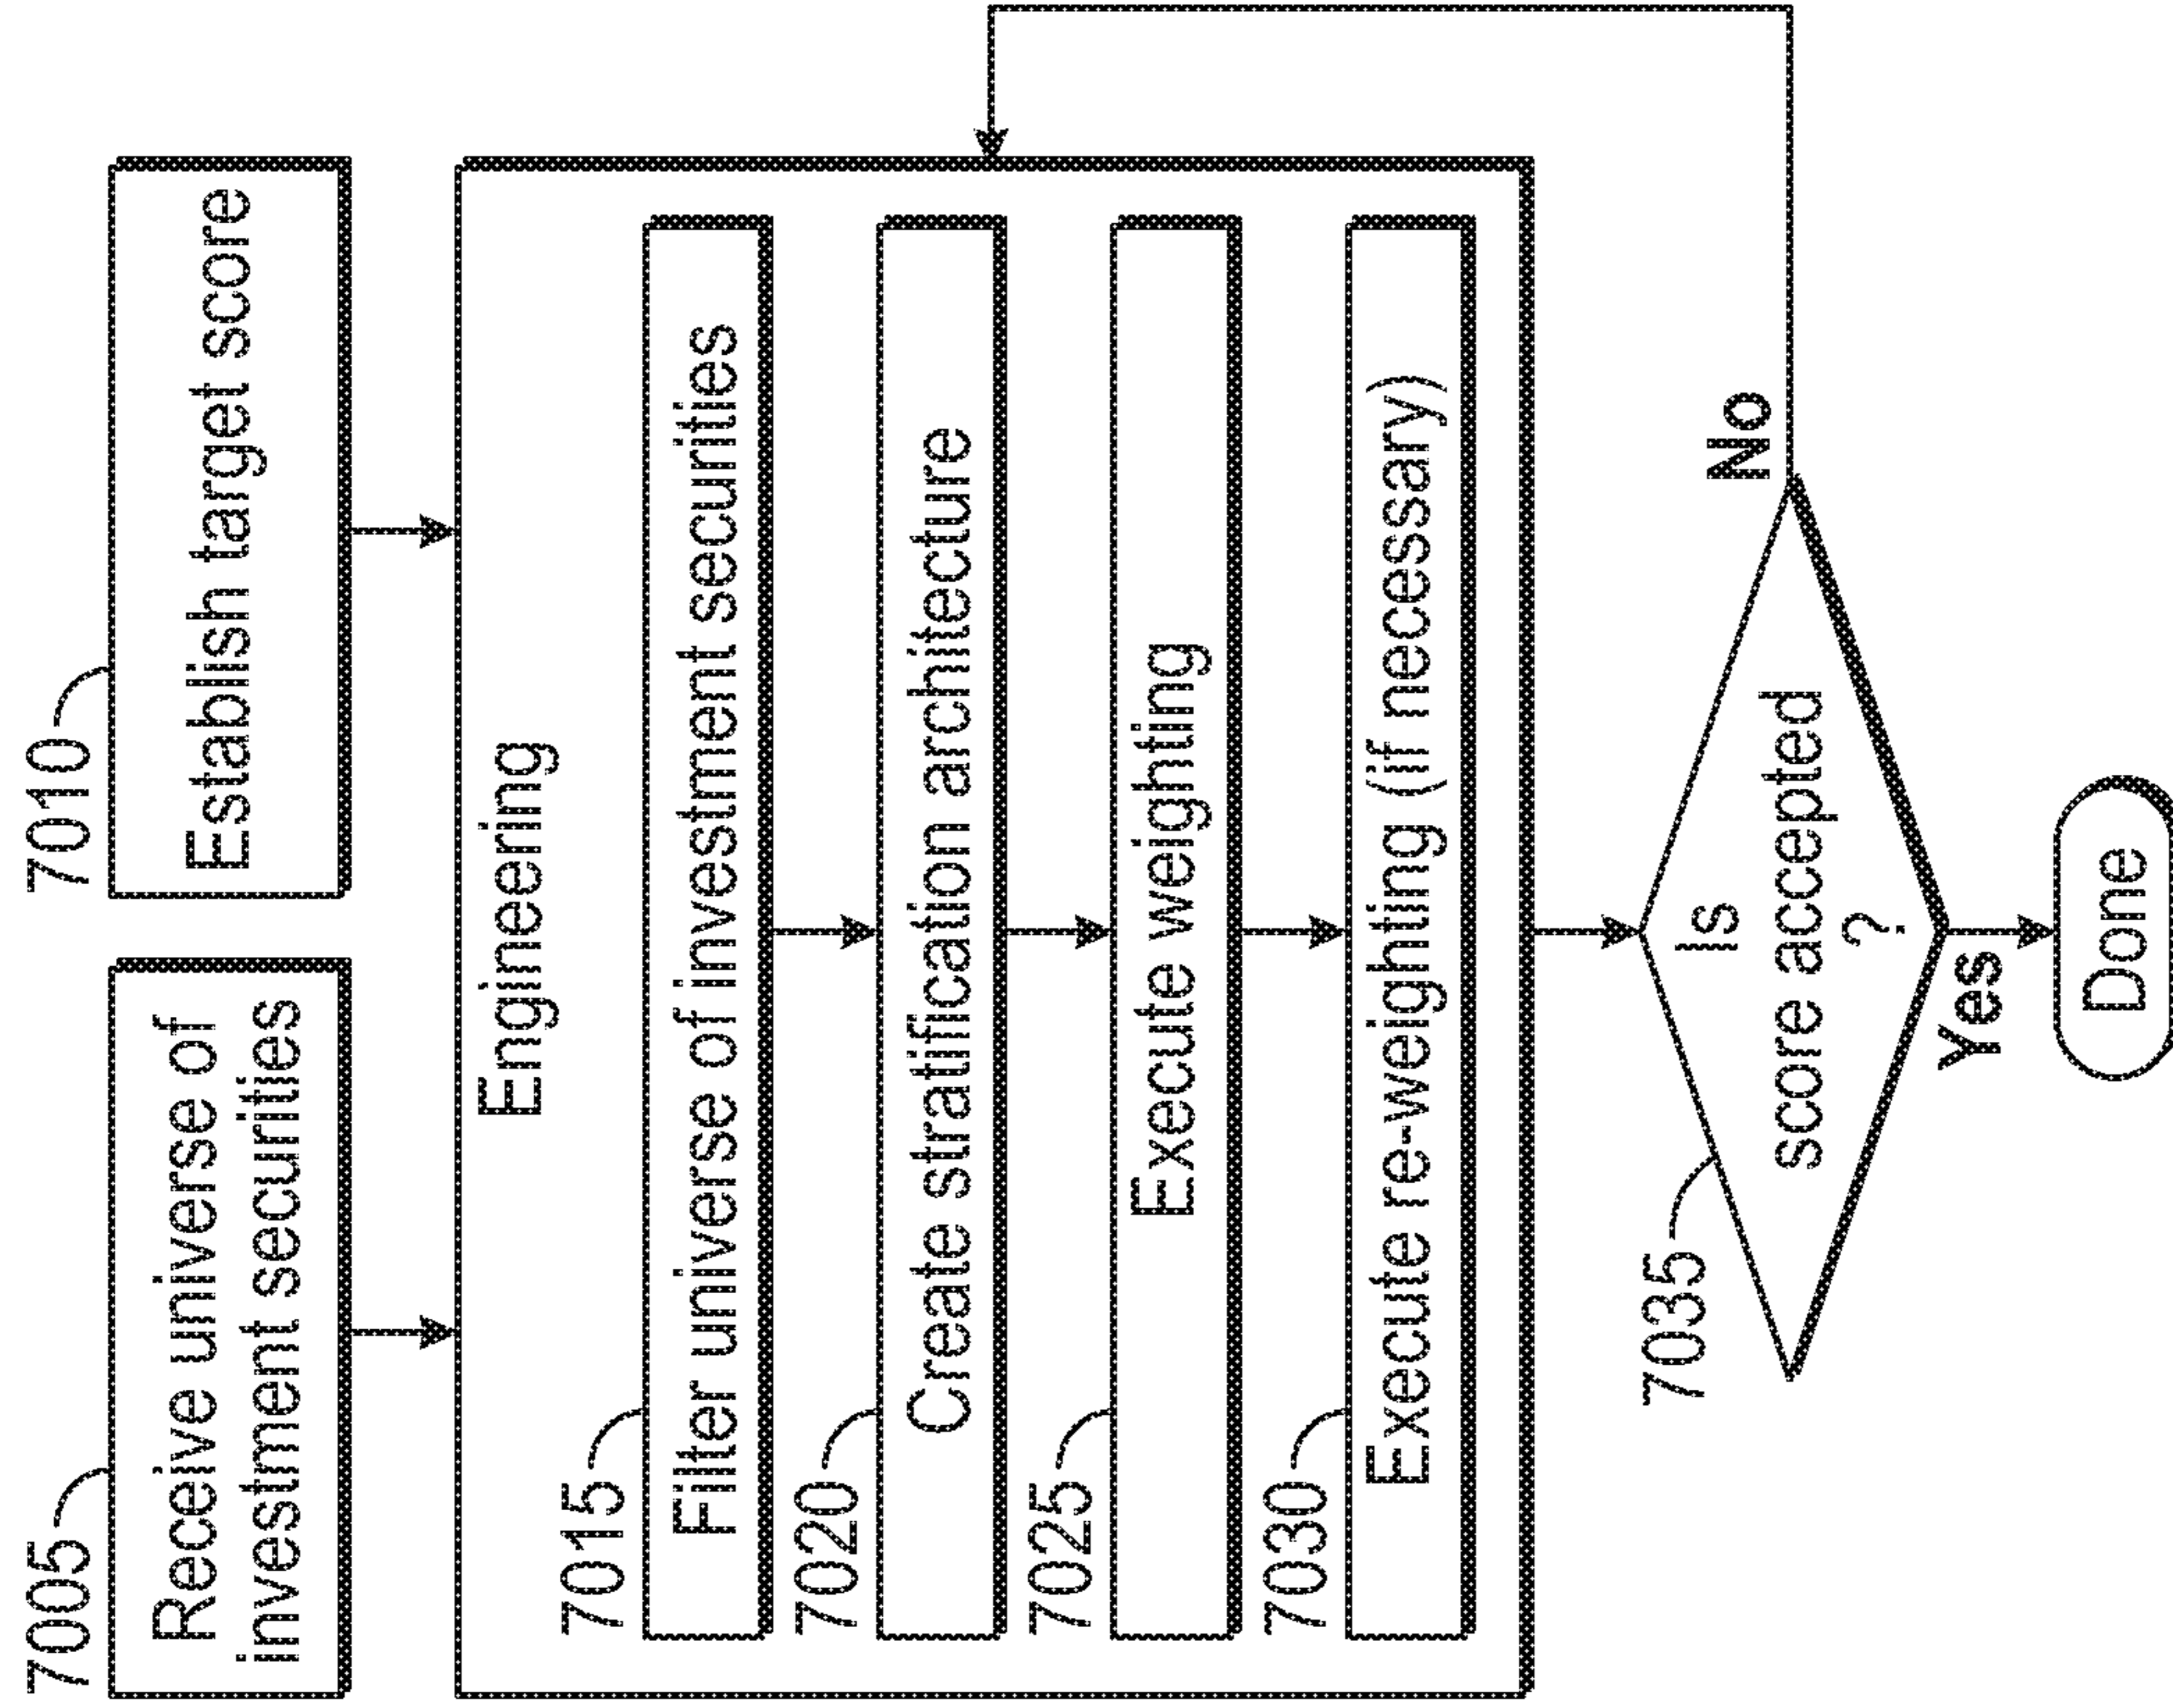 7005
Receive universe of
investment securities
7010
Establish target score
Engineering
7015
Filter universe of investment securities
7020
Create stratification architecture
7025
Execute weighting
7030
Execute re-weighting (if necessary)
7035
Is
score accepted
?
No
Yes
Done